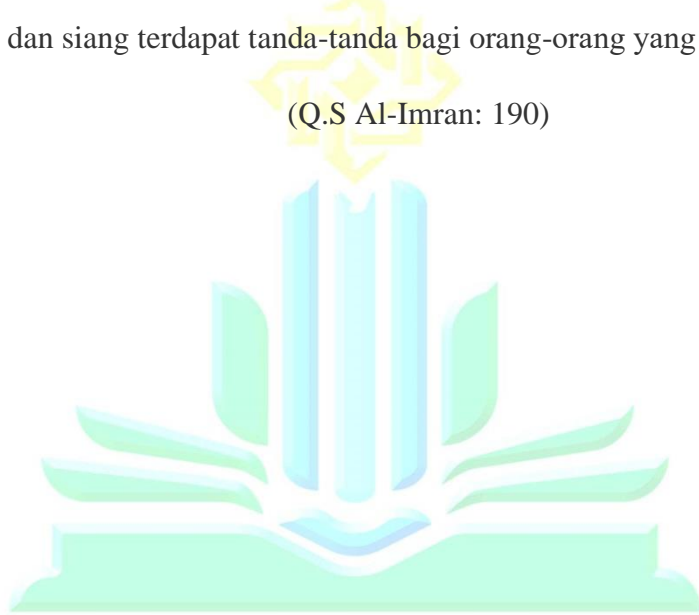 dan siang terdapat tanda-tanda bagi orang-orang yang
(Q.S Al-Imran: 190)